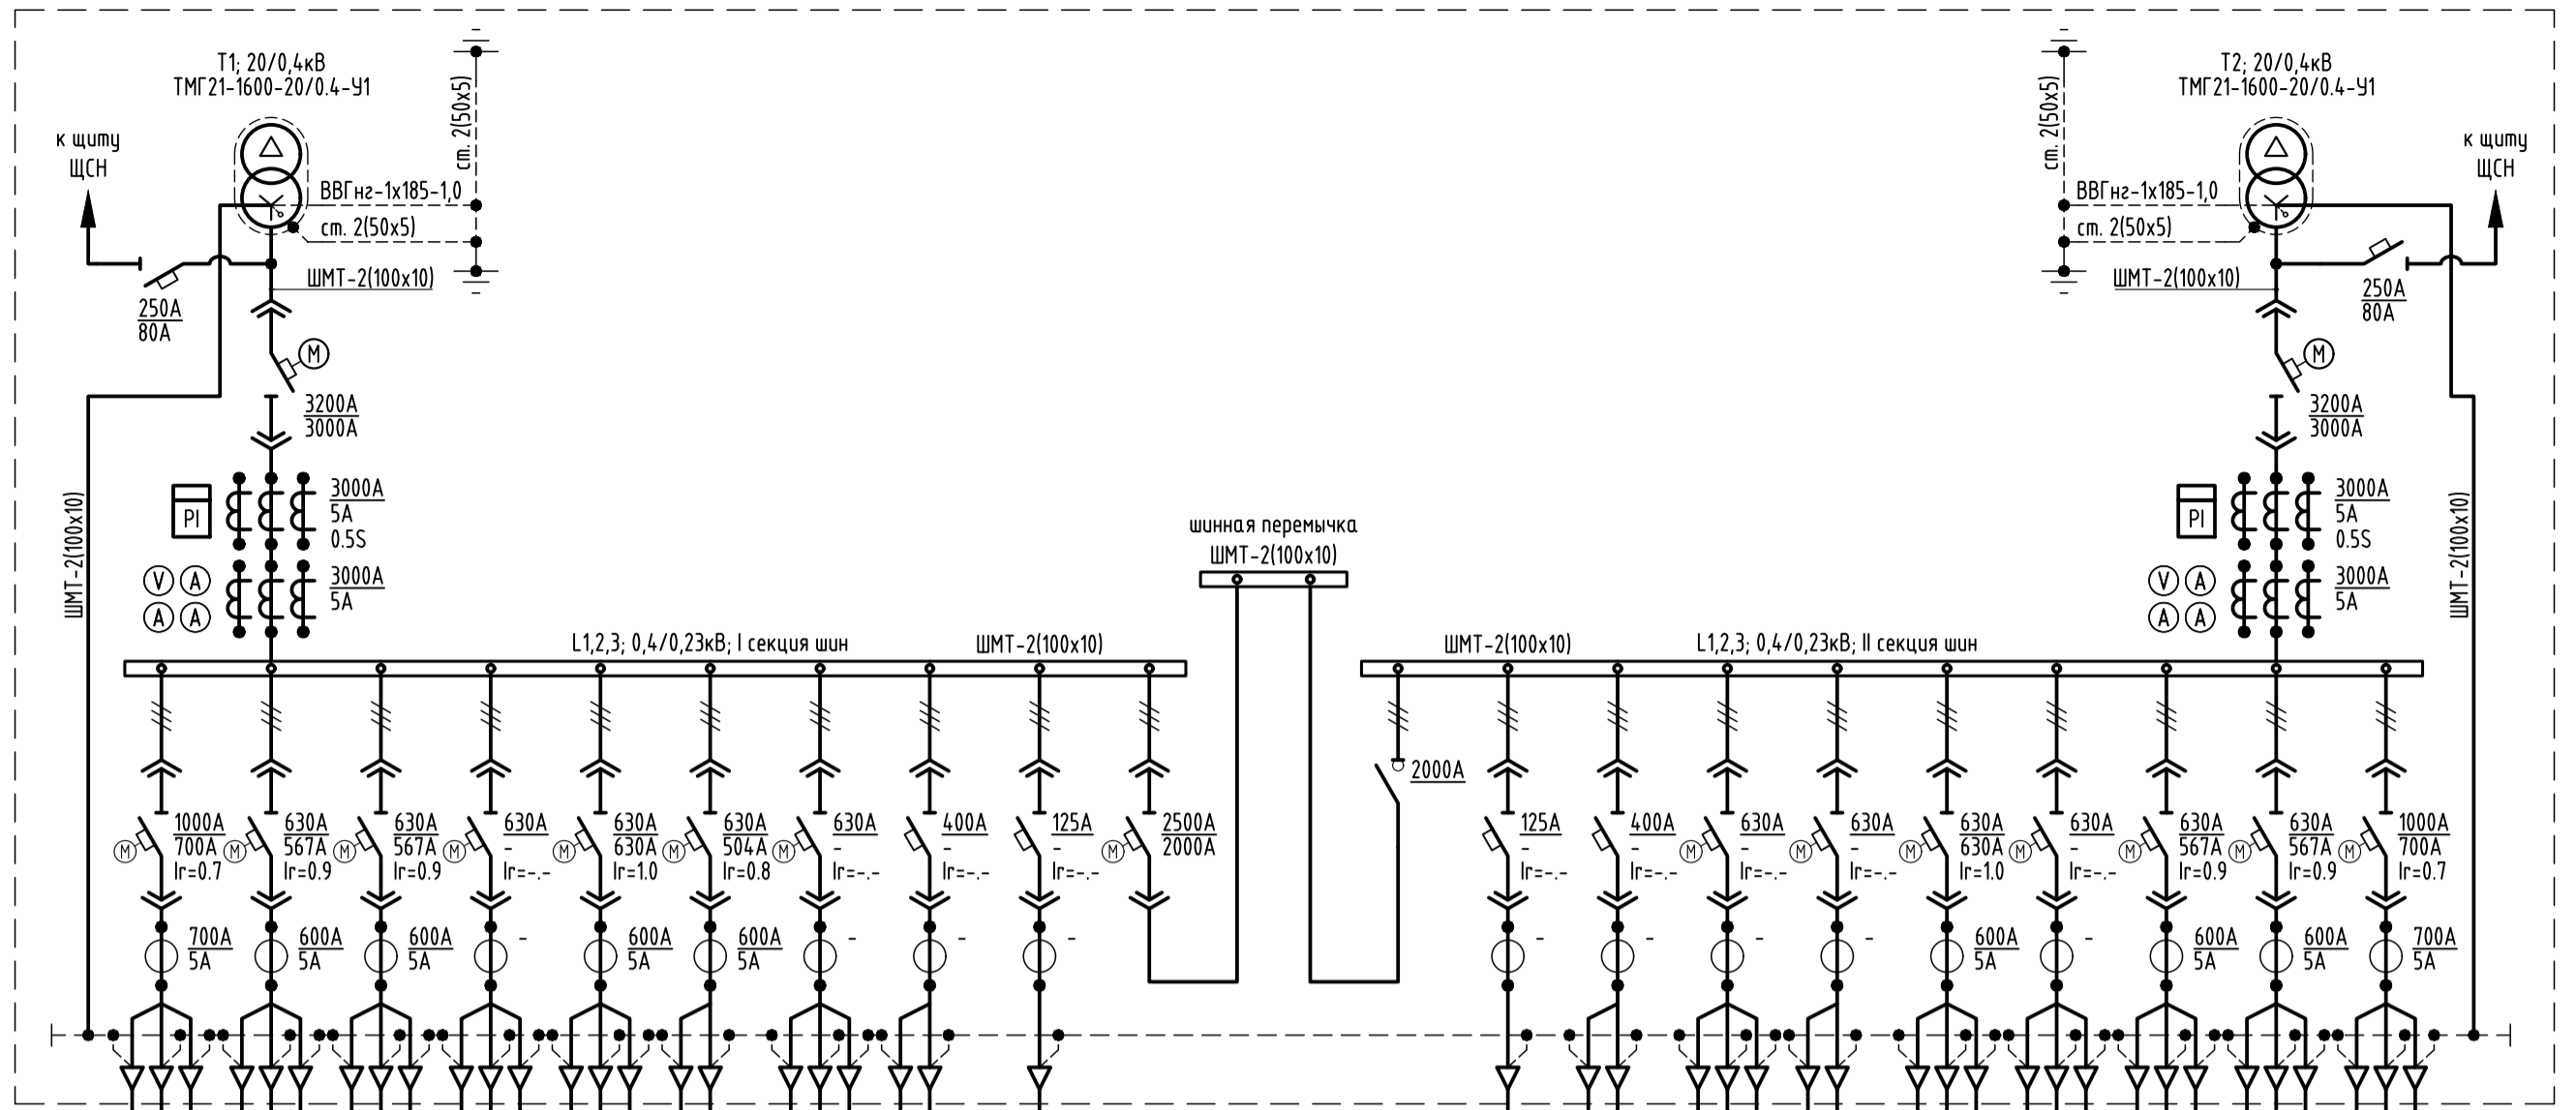 Т1; 20/0,4кВ
ТМГ21-1600-20/0.4-У1
к щиту
ЩСН
ст. 2(50х5)
ВВГнг-1х185-1,0
ст. 2(50х5)
ШМТ-2(100х10)
250А
80А
М
3200А
3000А
ШМТ-2(100х10)
PI
3000А
5А
0.5S
V А
А А
3000А
5А
L1,2,3; 0,4/0,23кВ; I секция шин
ШМТ-2(100х10)
шинная перемычка
ШМТ-2(100х10)
Т2; 20/0,4кВ
ТМГ21-1600-20/0.4-У1
к щиту
ЩСН
ст. 2(50х5)
ВВГнг-1х185-1,0
ст. 2(50х5)
ШМТ-2(100х10)
250А
80А
М
3200А
3000А
ШМТ-2(100х10)
PI
3000А
5А
0.5S
V А
А А
3000А
5А
ШМТ-2(100х10)
L1,2,3; 0,4/0,23кВ; II секция шин
М
1000А
700А
Ir=0.7
700А
5А
М
630А
567А
Ir=0.9
600А
5А
М
630А
567А
Ir=0.9
600А
5А
М
630А
-
Ir=-.-
-
М
630А
630А
Ir=1.0
600А
5А
М
630А
504А
Ir=0.8
600А
5А
М
630А
-
Ir=-.-
-
400А
-
Ir=-.-
-
125А
-
Ir=-.-
-
М
2500А
2000А
2000А
125А
-
Ir=-.-
-
400А
-
Ir=-.-
-
М
630А
-
Ir=-.-
-
М
630А
-
Ir=-.-
-
М
630А
630А
Ir=1.0
600А
5А
М
630А
-
Ir=-.-
-
М
630А
567А
Ir=0.9
600А
5А
М
630А
567А
Ir=0.9
600А
5А
М
1000А
700А
Ir=0.7
700А
5А